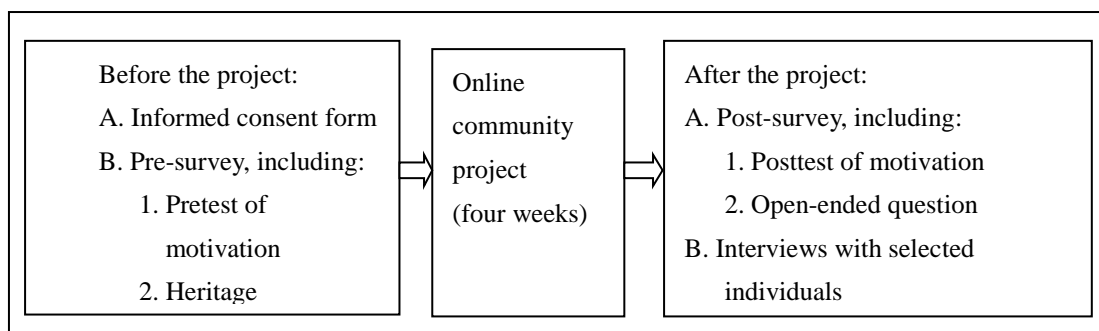 Before the project:
A. Informed consent form
B. Pre-survey, including:
1. Pretest of
motivation
2. Heritage
Online
community
project
(four weeks)
After the project:
A. Post-survey, including:
1. Posttest of motivation
2. Open-ended question
B. Interviews with selected
individuals